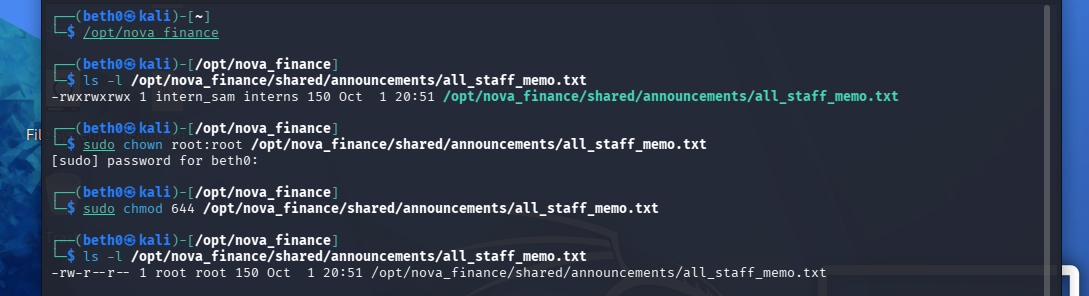 ┌──(beth0㉿kali)-[~]
└─$ /opt/nova_finance
┌──(beth0㉿kali)-[/opt/nova_finance]
└─$ ls -l /opt/nova_finance/shared/announcements/all_staff_memo.txt
-rwxrwxrwx 1 intern_sam interns 150 Oct  1 20:51 /opt/nova_finance/shared/announcements/all_staff_memo.txt
┌──(beth0㉿kali)-[/opt/nova_finance]
Fil
└─$ sudo chown root:root /opt/nova_finance/shared/announcements/all_staff_memo.txt
[sudo] password for beth0:
┌──(beth0㉿kali)-[/opt/nova_finance]
└─$ sudo chmod 644 /opt/nova_finance/shared/announcements/all_staff_memo.txt
┌──(beth0㉿kali)-[/opt/nova_finance]
└─$ ls -l /opt/nova_finance/shared/announcements/all_staff_memo.txt
-rw-r--r-- 1 root root 150 Oct  1 20:51 /opt/nova_finance/shared/announcements/all_staff_memo.txt